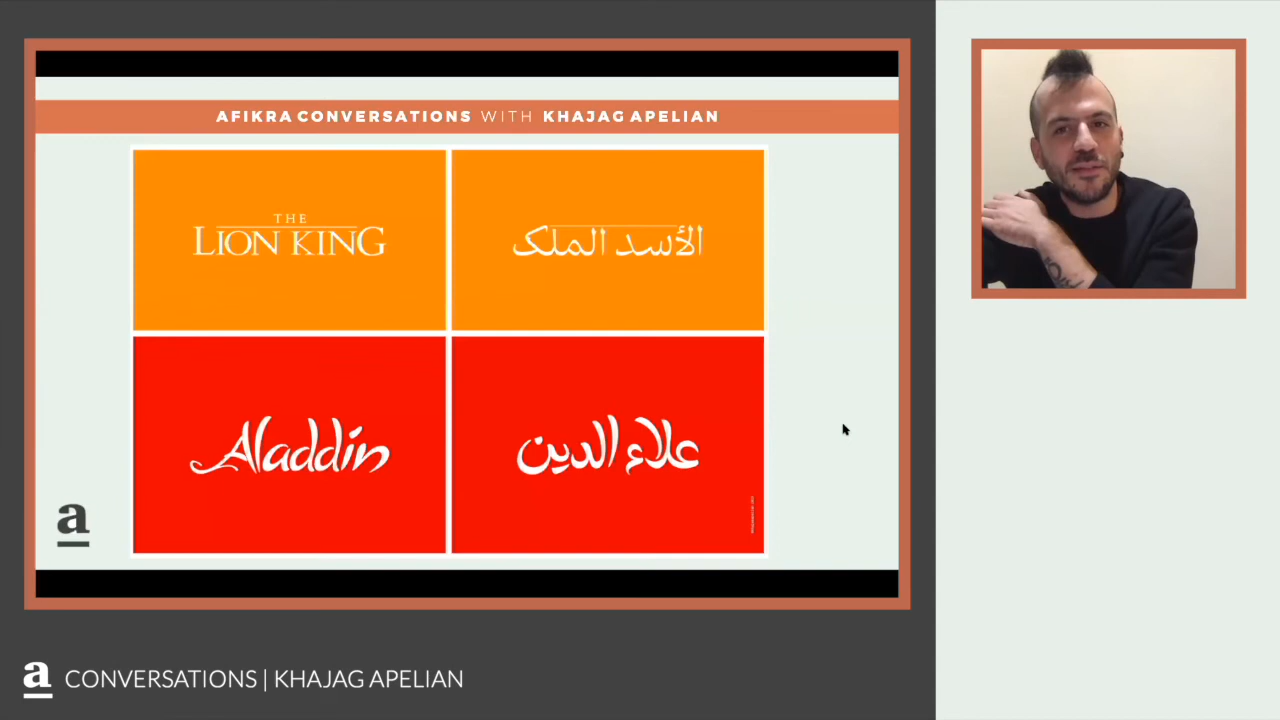 AFIKRA CONVERSATIONS WITH KHAJAG APELIAN
THE
LION KING
الأسد الملك
Aladdin
علاء الدين
a
a CONVERSATIONS | KHAJAG APELIAN